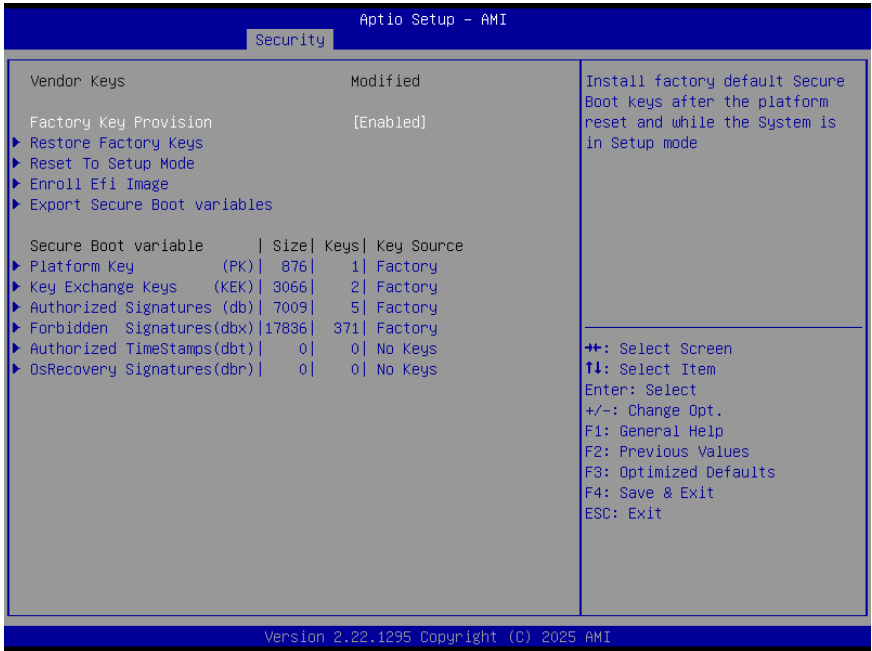 Aptio Setup – AMI
Security
Vendor Keys Modified
Factory Key Provision [Enabled]
Restore Factory Keys
Reset To Setup Mode
Enroll Efi Image
Export Secure Boot variables
Secure Boot variable | Size| Keys| Key Source
Platform Key (PK)| 876| 1| Factory
Key Exchange Keys (KEK)| 3066| 2| Factory
Authorized Signatures (db)| 7009| 5| Factory
Forbidden Signatures(dbx)|17836| 371| Factory
Authorized TimeStamps(dbt)| 0| 0| No Keys
OsRecovery Signatures(dbr)| 0| 0| No Keys
Install factory default Secure
Boot keys after the platform
reset and while the System is
in Setup mode
→←: Select Screen
↑↓: Select Item
Enter: Select
+/-: Change Opt.
F1: General Help
F2: Previous Values
F3: Optimized Defaults
F4: Save & Exit
ESC: Exit
Version 2.22.1295 Copyright (C) 2025 AMI